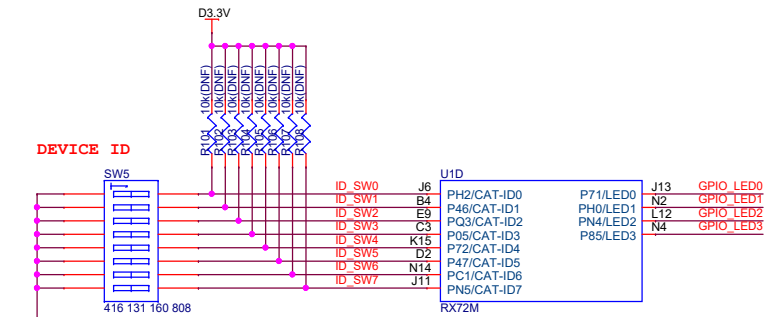 D3.3V
10k(DNF) 10k(DNF) 10k(DNF) 10k(DNF) 10k(DNF) 10k(DNF) 10k(DNF) 10k(DNF)
R101 R102 R103 R104 R105 R106 R107 R108
DEVICE ID
SW5 U1D
ID_SW0 J6 PH2/CAT-ID0 P71/LED0 J13 GPIO_LED0
ID_SW1 B4 P46/CAT-ID1 PH0/LED1 N2 GPIO_LED1
ID_SW2 E9 PQ3/CAT-ID2 PN4/LED2 L12 GPIO_LED2
ID_SW3 C3 P05/CAT-ID3 P85/LED3 N4 GPIO_LED3
ID_SW4 K15 P72/CAT-ID4
ID_SW5 D2 P47/CAT-ID5
ID_SW6 N14 PC1/CAT-ID6
ID_SW7 J11 PN5/CAT-ID7
416 131 160 808 RX72M